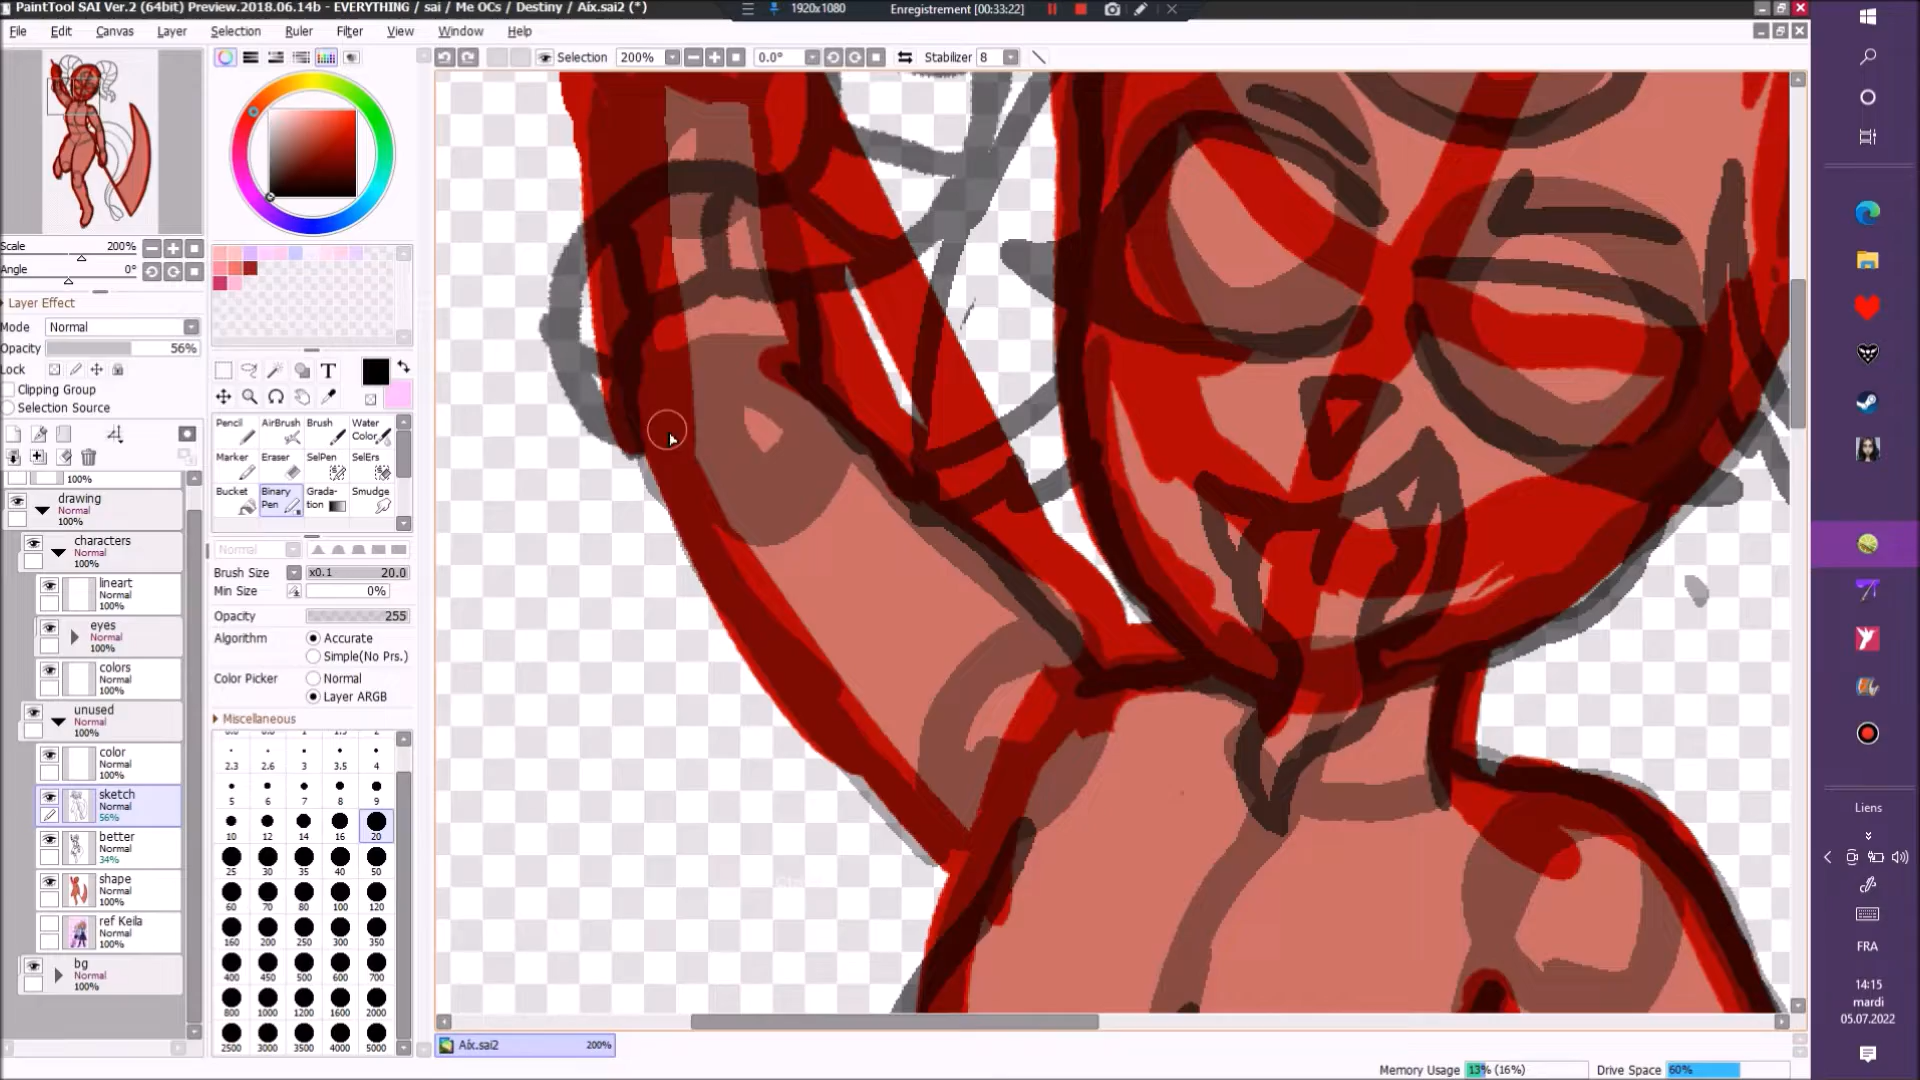 PaintTool SAI Ver.2 (64bit) Preview.2018.06.14b - EVERYTHING / sai / Me OCs / Destiny / Aïx.sai2 (*)
1920x1080
Enregistrement [00:33:22]
File Edit Canvas Layer Selection Ruler Filter View Window Help
Selection 200% 0.0° Stabilizer 8
Scale 200%
Angle 0°
Layer Effect
Mode Normal
Opacity 56%
Lock
Clipping Group
Selection Source
100%
drawing
Normal
100%
characters
Normal
100%
lineart
Normal
100%
eyes
Normal
100%
colors
Normal
100%
unused
Normal
100%
color
Normal
100%
sketch
Normal
56%
better
Normal
34%
shape
Normal
100%
ref Keila
Normal
100%
bg
Normal
100%
T
Pencil AirBrush Brush Water Color
Marker Eraser SelPen SelErs
Bucket Binary Pen Grada-tion Smudge
Normal
Brush Size x0.1 20.0
Min Size 0%
Opacity 255
Algorithm Accurate
Simple(No Prs.)
Color Picker Normal
Layer ARGB
Miscellaneous
2.3 2.6 3 3.5 4
5 6 7 8 9
10 12 14 16 20
25 30 35 40 50
60 70 80 100 120
160 200 250 300 350
400 450 500 600 700
800 1000 1200 1600 2000
2500 3000 3500 4000 5000
Aïx.sai2 200%
Memory Usage 13% (16%) Drive Space 60%
Liens
FRA
14:15
mardi
05.07.2022